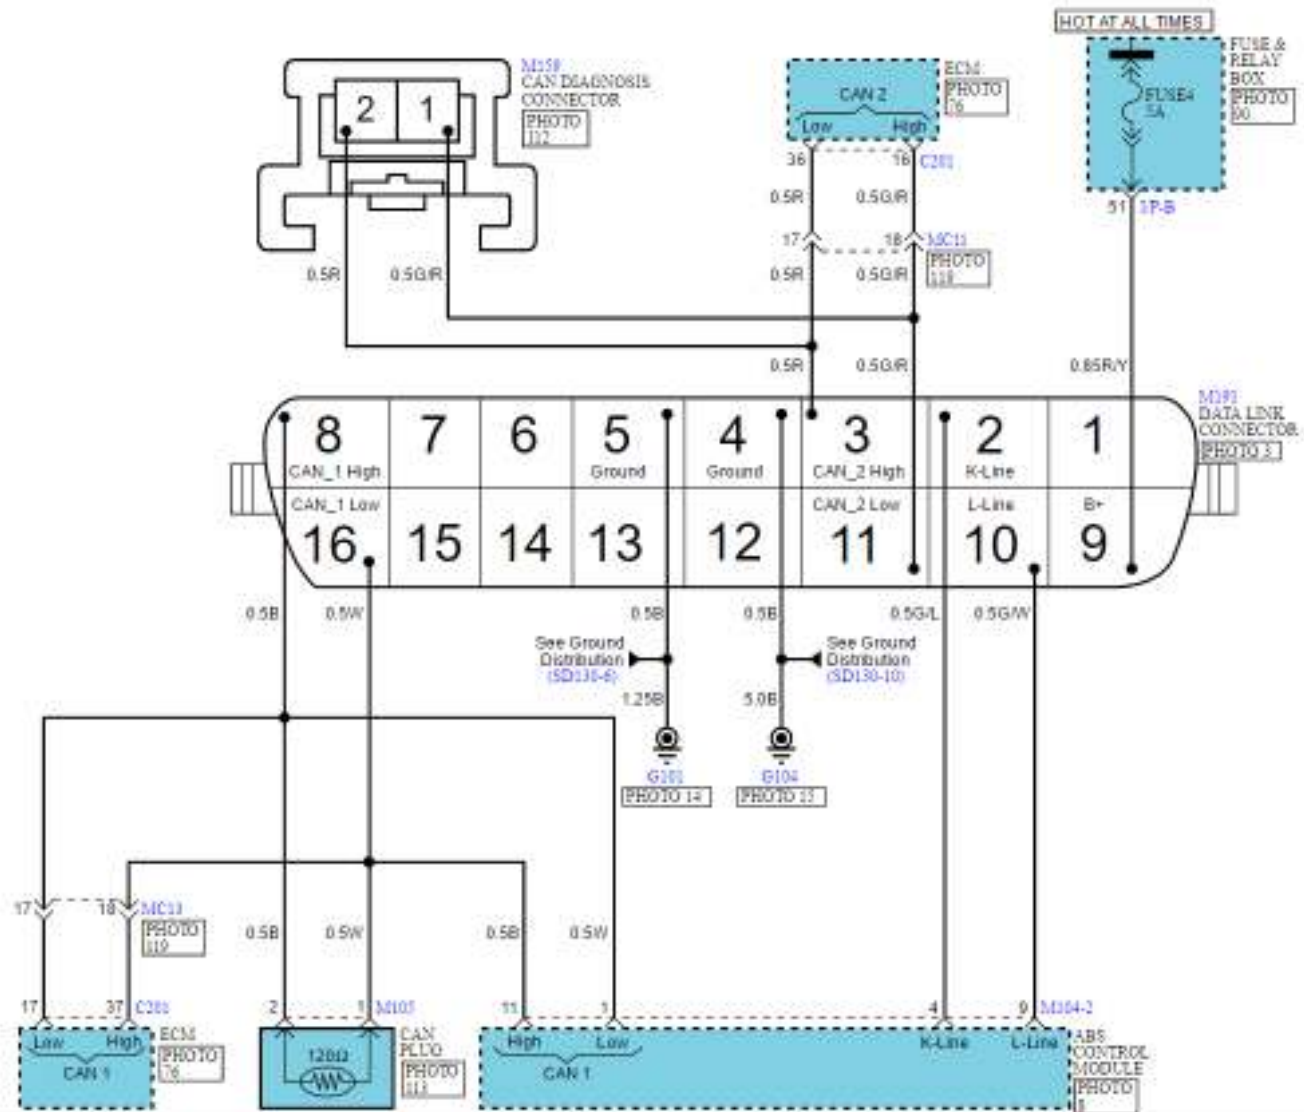 HOT AT ALL TIMES
FUSE &
RELAY
BOX
PHOTO
90
FUSE4
5A
51 I/P-B
M159
CAN DIAGNOSIS
CONNECTOR
PHOTO
112
2 1
ECM
PHOTO
76
CAN 2
Low High
36 16 C201
0.5R 0.5G/R
17 18 MC11
PHOTO
118
0.5R 0.5G/R
0.5R 0.5G/R
0.5R 0.5G/R 0.85R/Y
M191
DATA LINK
CONNECTOR
PHOTO 3
8 7 6 5 4 3 2 1
CAN_1 High Ground Ground CAN_2 High K-Line
CAN_1 Low CAN_2 Low L-Line B+
16 15 14 13 12 11 10 9
0.5B 0.5W 0.5B 0.5B 0.5G/L 0.5G/W
See Ground
Distribution
(SD130-6)
See Ground
Distribution
(SD130-10)
1.25B 5.0B
G101 G104
PHOTO 14 PHOTO 15
17 18 MC13
PHOTO
119
0.5B 0.5W 0.5B 0.5W
17 37 C201 2 1 M105 11 1 4 9 M104-2
Low High
CAN 1
ECM
PHOTO
76
120Ω
CAN
PLUG
PHOTO
113
High Low
CAN 1
K-Line L-Line
ABS
CONTROL
MODULE
PHOTO